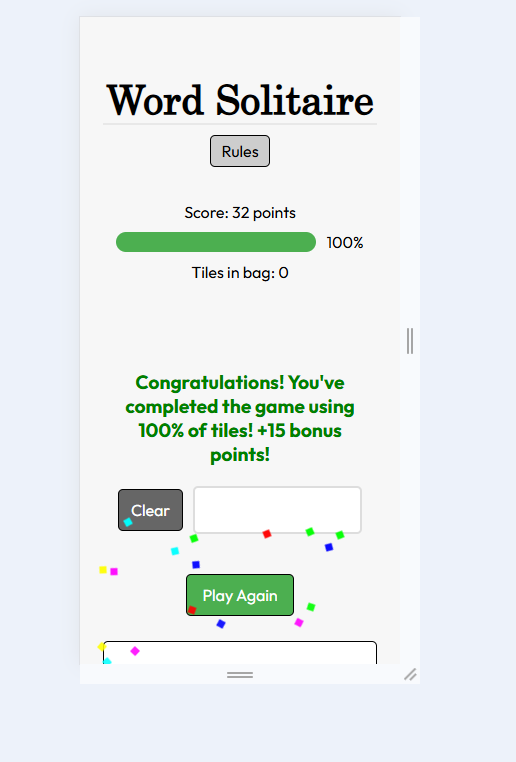 Word Solitaire
Rules
Score: 32 points
100%
Tiles in bag: 0
Congratulations! You've
completed the game using
100% of tiles! +15 bonus
points!
Clear
Play Again